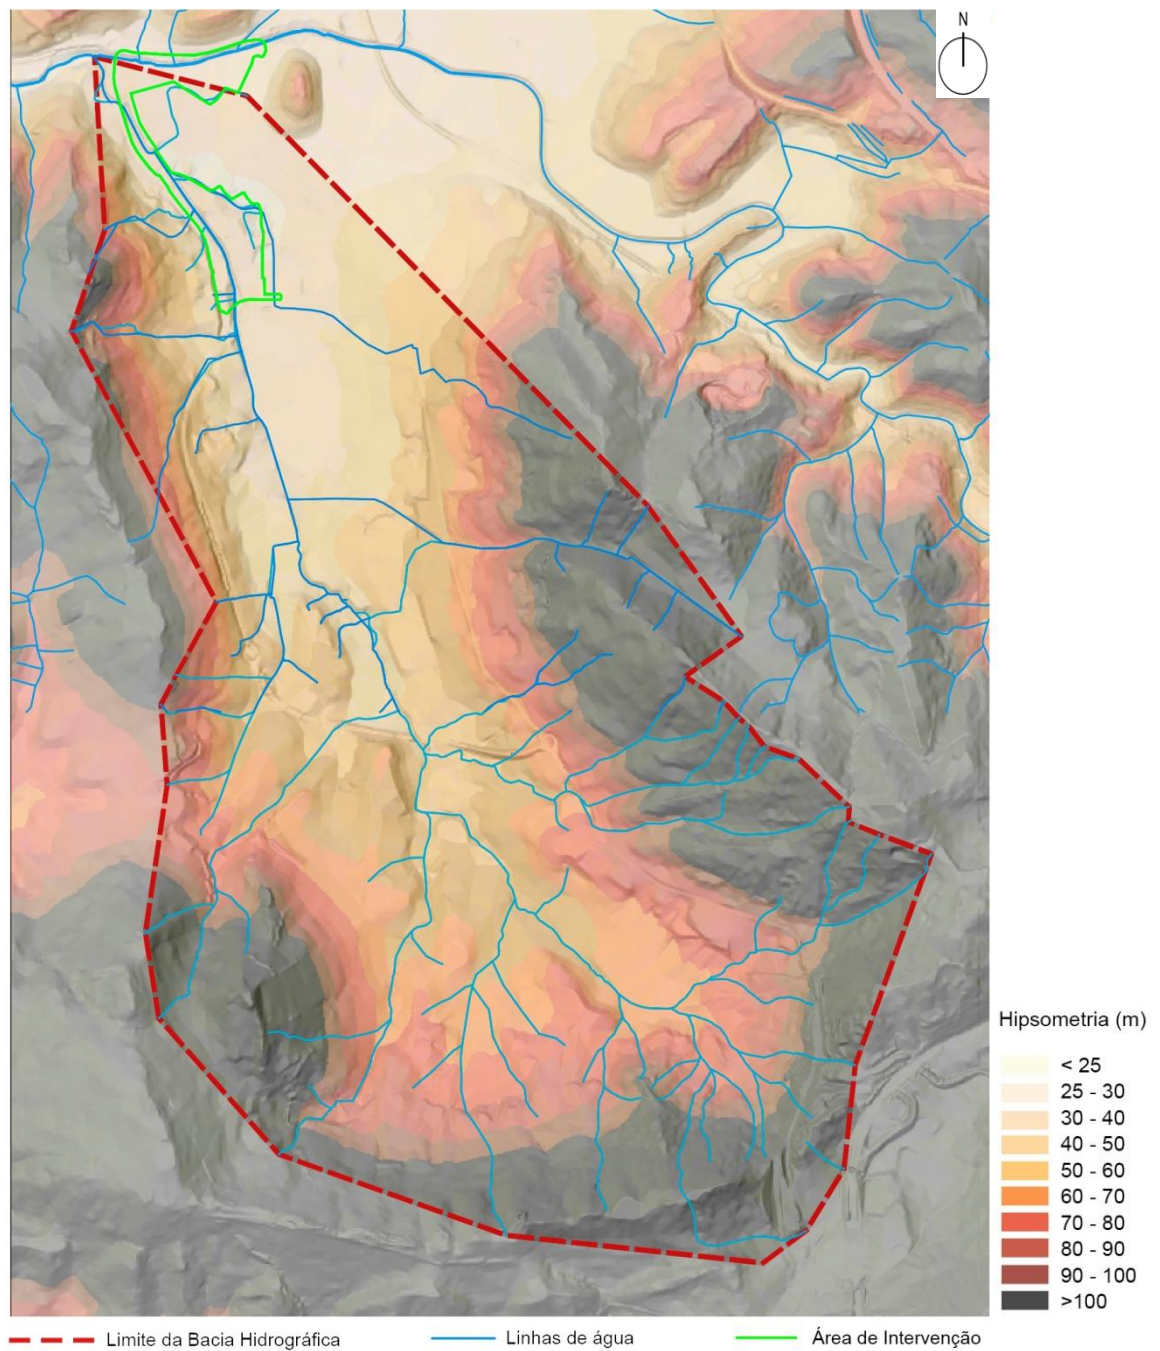 N
Hipsometria (m)
< 25
25 - 30
30 - 40
40 - 50
50 - 60
60 - 70
70 - 80
80 - 90
90 - 100
>100
Limite da Bacia Hidrográfica
Linhas de água
Área de Intervenção